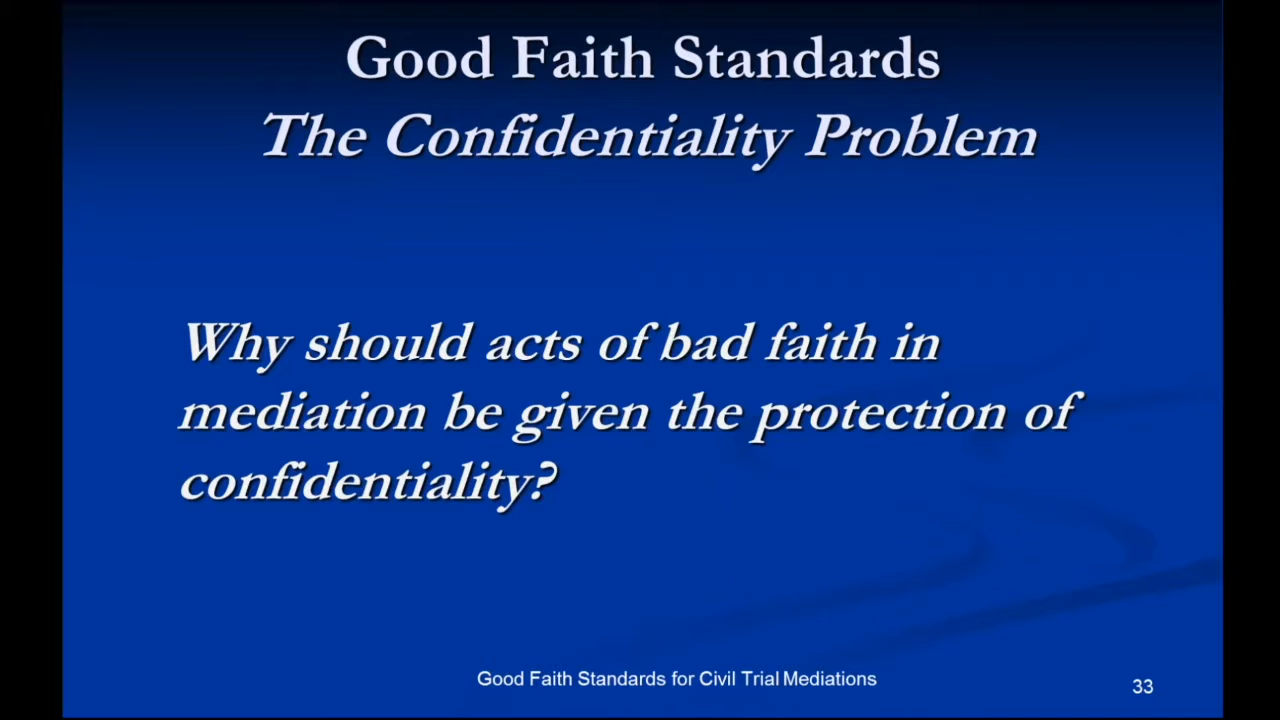 Good Faith Standards
The Confidentiality Problem
Why should acts of bad faith in
mediation be given the protection of
confidentiality?
Good Faith Standards for Civil Trial Mediations
33